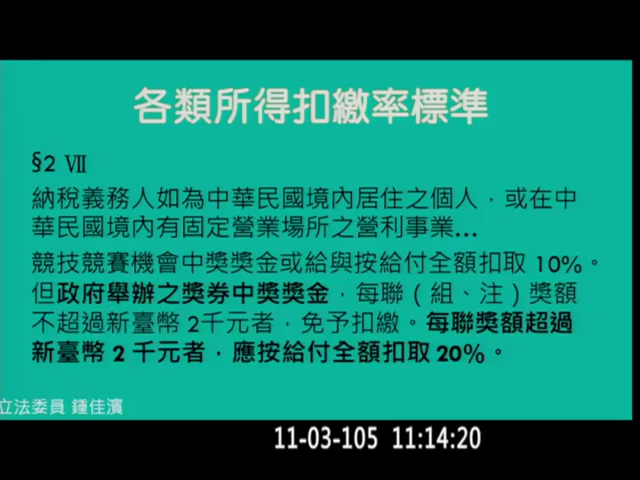 各類所得扣繳率標準
§2 Ⅶ
納稅義務人如為中華民國境內居住之個人，或在中
華民國境內有固定營業場所之營利事業...
競技競賽機會中獎獎金或給與按給付全額扣取 10%。
但政府舉辦之獎券中獎獎金，每聯（組、注）獎額
不超過新臺幣 2千元者，免予扣繳。每聯獎額超過
新臺幣 2 千元者，應按給付全額扣取 20%。
立法委員 鍾佳濱
11-03-105 11:14:20